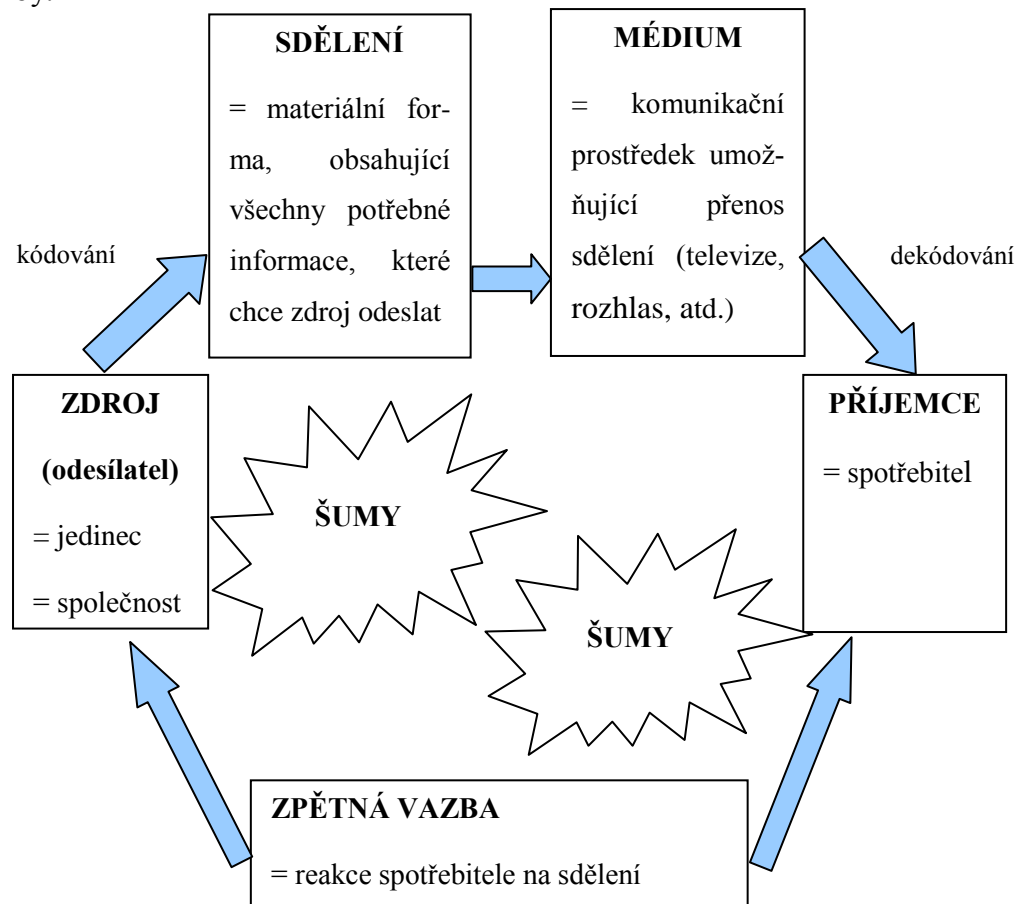 SDĚLENÍ
= materiální for-
ma, obsahující
všechny potřebné
informace, které
chce zdroj odeslat
MÉDIUM
= komunikační
prostředek umož-
ňující přenos
sdělení (televize,
rozhlas, atd.)
kódování
dekódování
ZDROJ
(odesílatel)
= jedinec
= společnost
ŠUMY
PŘÍJEMCE
= spotřebitel
ŠUMY
ZPĚTNÁ VAZBA
= reakce spotřebitele na sdělení